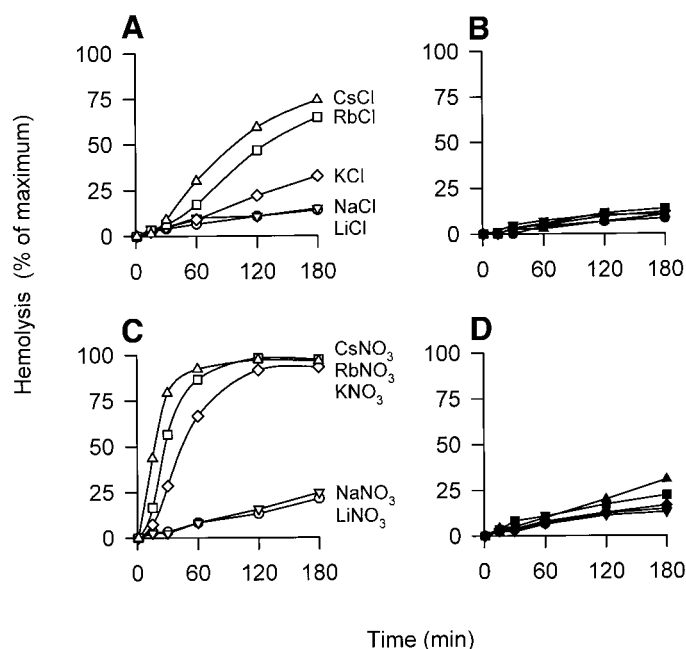 A
B
100
75
50
25
0
CsCl
RbCl
KCl
NaCl
LiCl
0 60 120 180
100
75
50
25
0
0 60 120 180
Hemolysis (% of maximum)
C
D
100
75
50
25
0
CsNO₃
RbNO₃
KNO₃
NaNO₃
LiNO₃
0 60 120 180
100
75
50
25
0
0 60 120 180
Time (min)